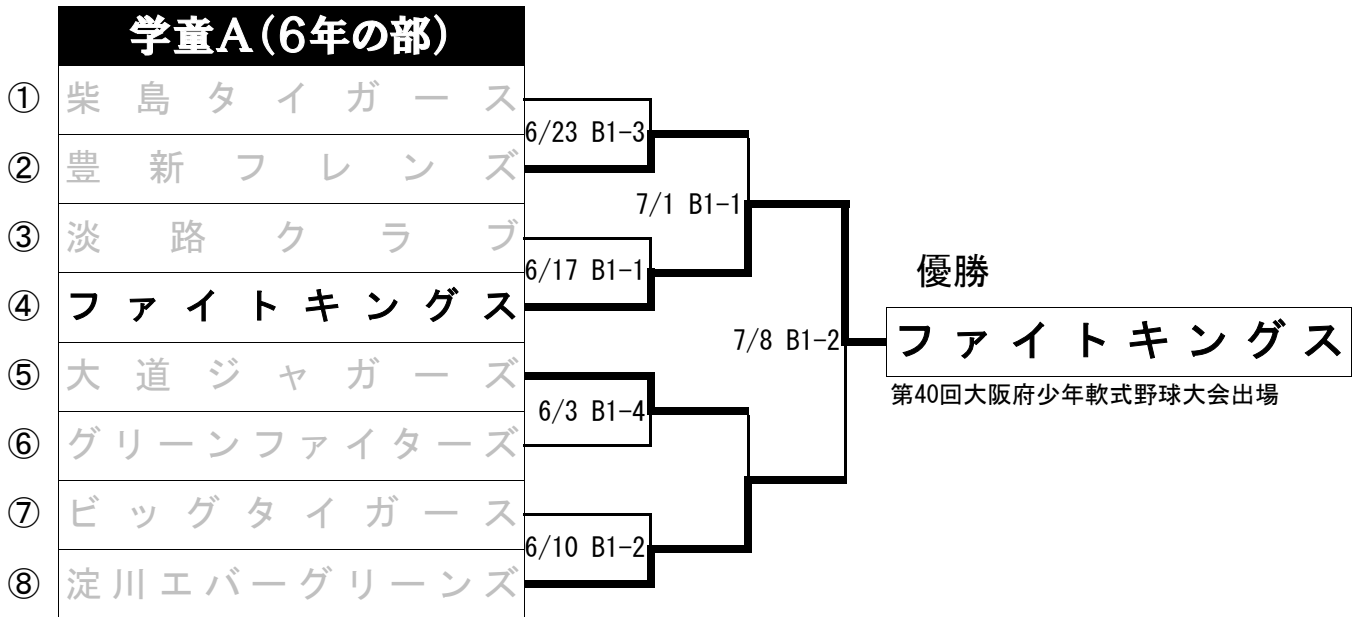 学童A（6年の部）
① 柴島タイガース
6/23 B1-3
② 豊新フレンズ
7/1 B1-1
③ 淡路クラブ
6/17 B1-1
優勝
④ ファイトキングス
7/8 B1-2
ファイトキングス
⑤ 大道ジャガーズ
第40回大阪府少年軟式野球大会出場
6/3 B1-4
⑥ グリーンファイターズ
⑦ ビッグタイガース
6/10 B1-2
⑧ 淀川エバーグリーンズ